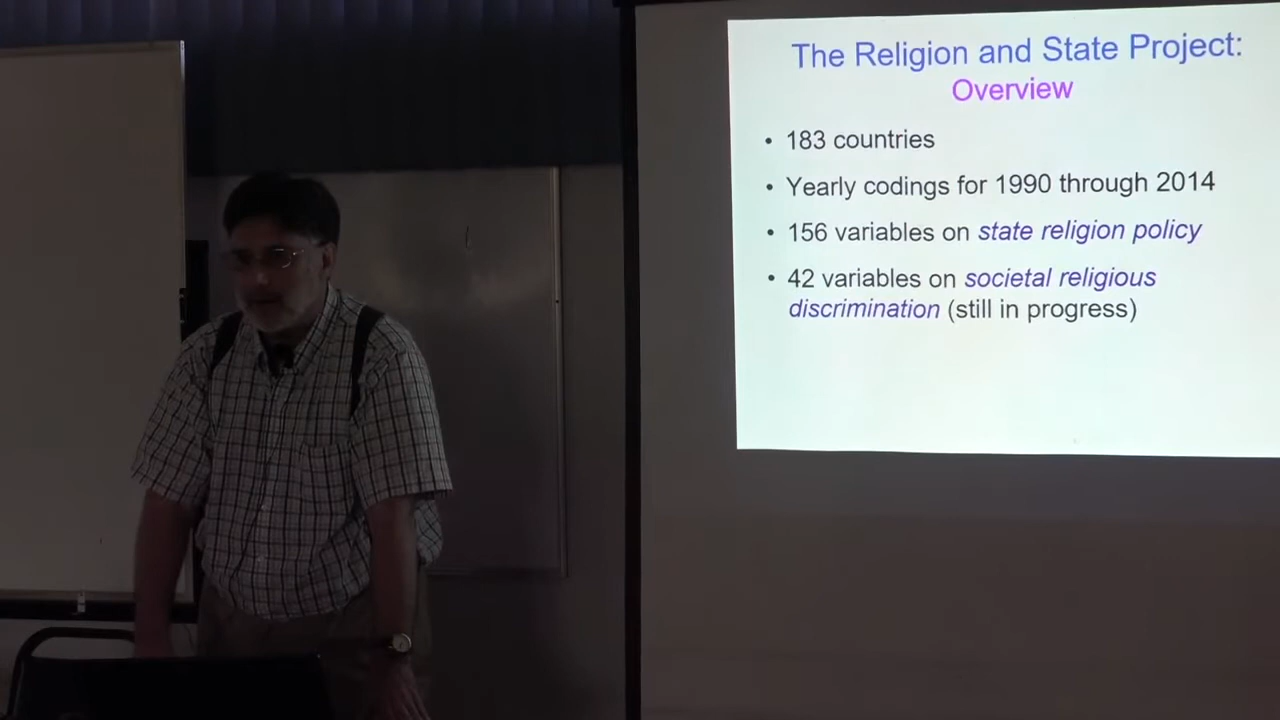 The Religion and State Project:
Overview
• 183 countries
• Yearly codings for 1990 through 2014
• 156 variables on state religion policy
• 42 variables on societal religious
discrimination (still in progress)